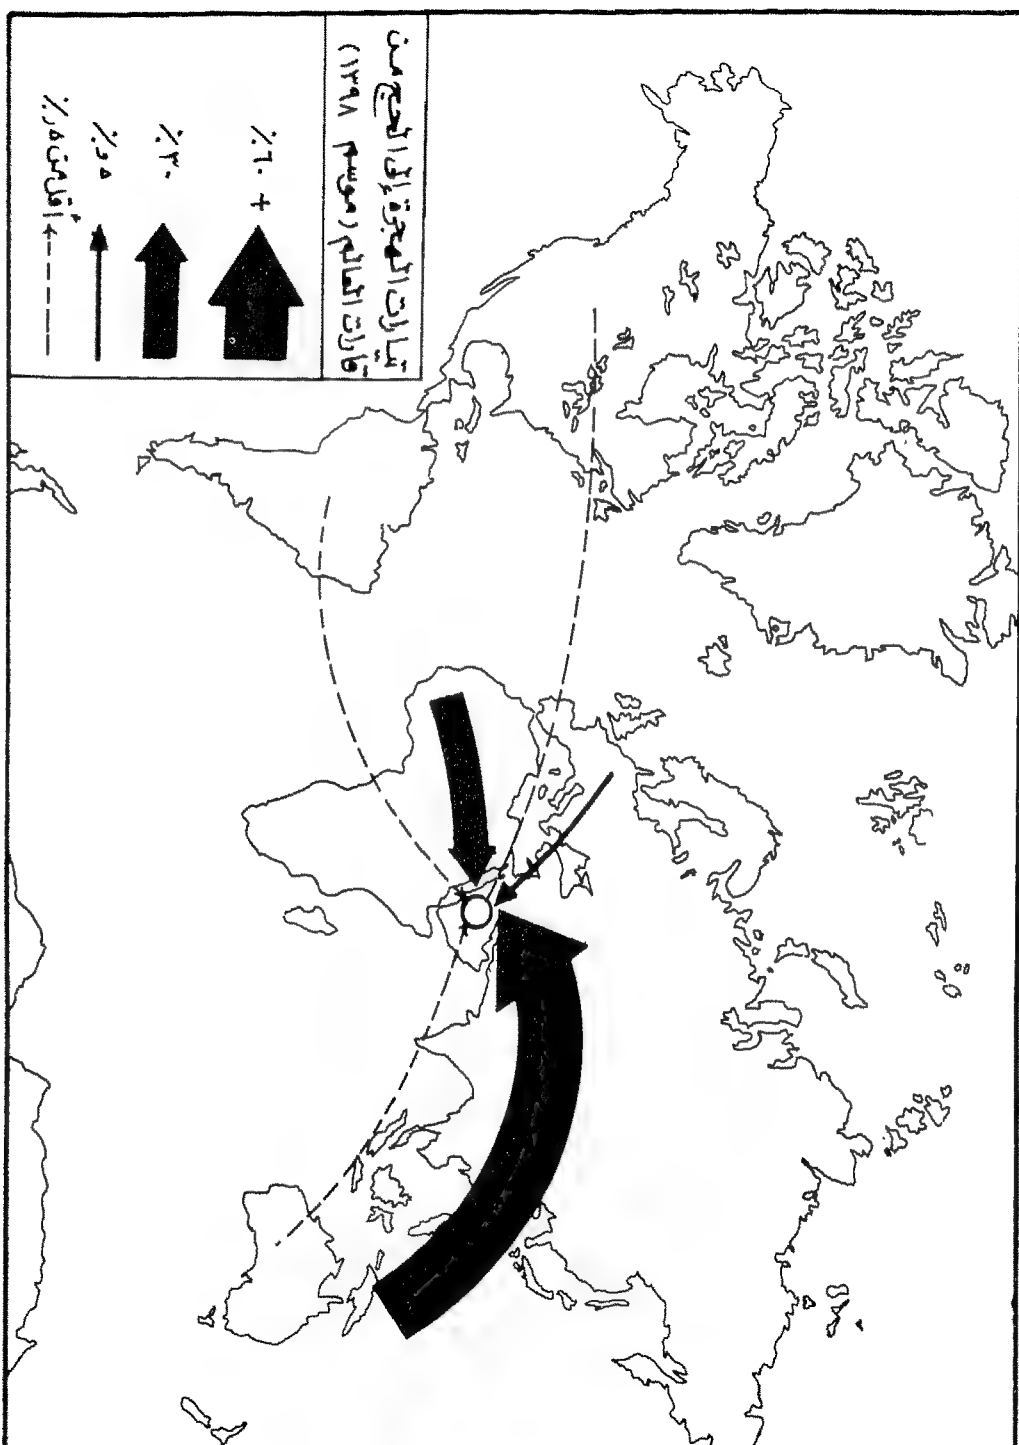 تيارات الهجرة إلى الحج من
قارات العالم (موسم ١٣٩٨)
+ ٦٠٪
٣٠٪
٥٪
أقل من ٥٪